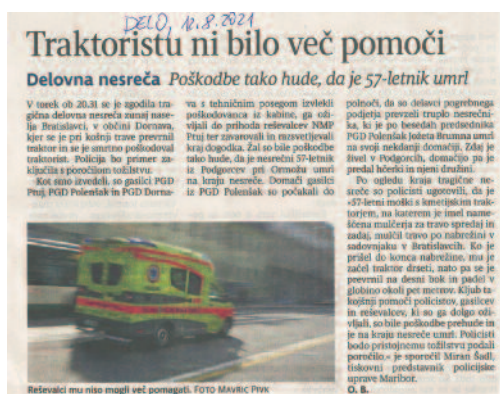 DELO, 12.8.2021
Traktoristu ni bilo več pomoči
Delovna nesreča Poškodbe tako hude, da je 57-letnik umrl
V torek ob 20.31 se je zgodila tra-
gična delovna nesreča zunaj nase-
lja Bratislavci, v občini Dornava,
kjer se je pri košnji trave prevrnil
traktor in se je smrtno poškodoval
traktorist. Policija bo primer za-
ključila s poročilom tožilstvu.
Kot smo izvedeli, so gasilci PGD
Ptuj, PGD Polenšak in PGD Dorna-
va s tehničnim posegom izvlekli
poškodovanca iz kabine, ga oži-
vljali do prihoda reševalcev NMP
Ptuj ter zavarovali in razsvetljevali
kraj dogodka. Žal so bile poškodbe
tako hude, da je nesrečni 57-letnik
iz Podgorcev pri Ormožu umrl
na kraju nesreče. Domači gasilci
iz PGD Polenšak so počakali do
polnoči, da so delavci pogrebnega
podjetja prevzeli truplo nesrečni-
ka, ki je po besedah predsednika
PGD Polenšak Jožeta Brumna umrl
na svoji nekdanji domačiji. Zdaj je
živel v Podgorcih, domačijo pa je
predal hčerki in njeni družini.
Po ogledu kraja tragične ne-
sreče so policisti ugotovili, da je
»57-letni moški s kmetijskim trak-
torjem, na katerem je imel name-
ščena mulčerja za travo spredaj in
zadaj, mulčil travo po nabrežini v
sadovnjaku v Bratislavcih. Ko je
prišel do konca nabrežine, mu je
začel traktor drseti, nato pa se je
prevrnil na desni bok in padel v
globino okoli pet metrov. Kljub ta-
kojšnji pomoči policistov, gasilcev
in reševalcev, ki so ga dolgo oži-
vljali, so bile poškodbe prehude in
je na kraju nesreče umrl. Policisti
bodo pristojnemu tožilstvu podali
poročilo,« je sporočil Miran Šadl,
tiskovni predstavnik policijske
uprave Maribor.
O. B.
Reševalci mu niso mogli več pomagati. FOTO MAVRIC PIVK